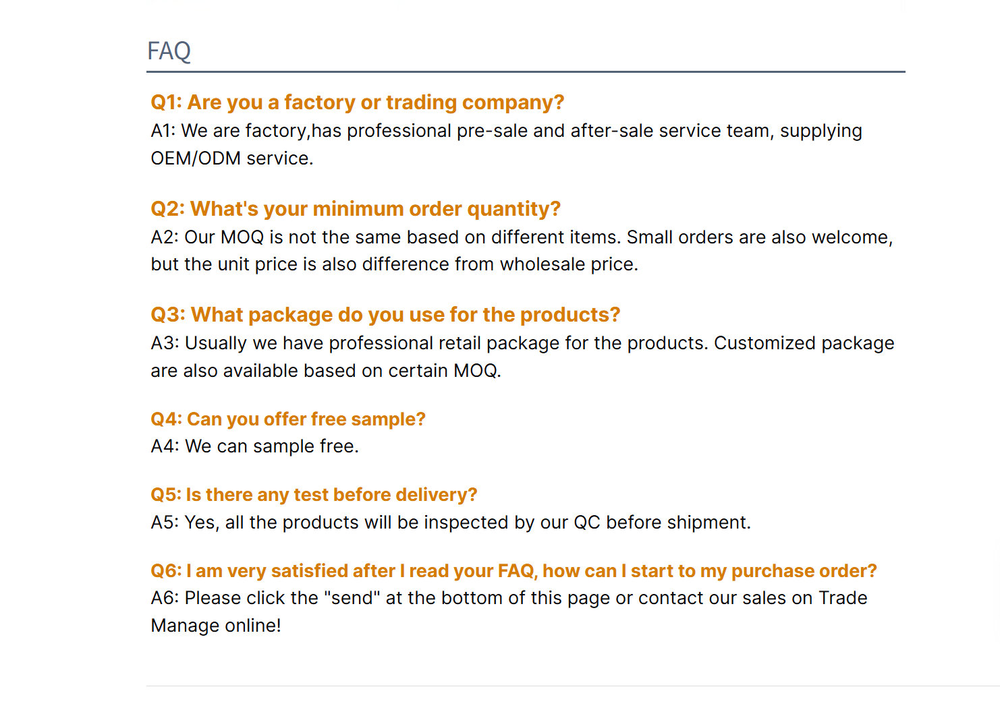 FAQ
Q1: Are you a factory or trading company?
A1: We are factory,has professional pre-sale and after-sale service team, supplying
OEM/ODM service.
Q2: What's your minimum order quantity?
A2: Our MOQ is not the same based on different items. Small orders are also welcome,
but the unit price is also difference from wholesale price.
Q3: What package do you use for the products?
A3: Usually we have professional retail package for the products. Customized package
are also available based on certain MOQ.
Q4: Can you offer free sample?
A4: We can sample free.
Q5: Is there any test before delivery?
A5: Yes, all the products will be inspected by our QC before shipment.
Q6: I am very satisfied after I read your FAQ, how can I start to my purchase order?
A6: Please click the "send" at the bottom of this page or contact our sales on Trade
Manage online!